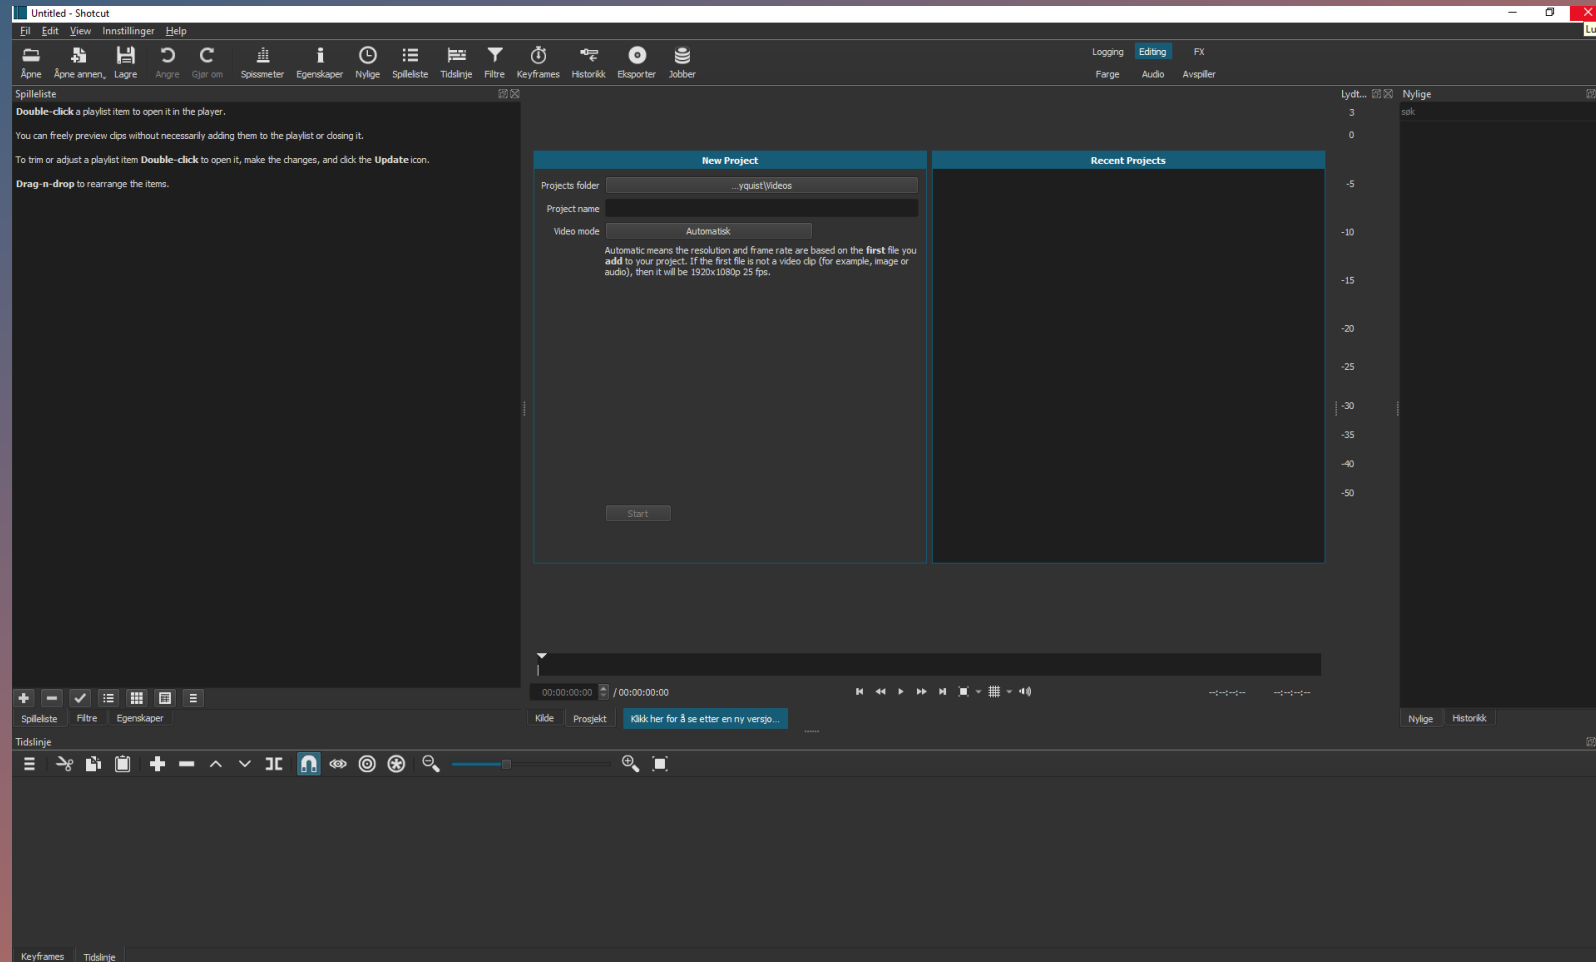 Untitled - Shotcut
Fil Edit View Innstillinger Help
Lu
Åpne Åpne annen.. Lagre Angre Gjør om Spissmeter Egenskaper Nylige Spilleliste Tidslinje Filtre Keyframes Historikk Eksporter Jobber
Logging Editing FX
Farge Audio Avspiller
Spilleliste
Double-click a playlist item to open it in the player.
You can freely preview clips without necessarily adding them to the playlist or closing it.
To trim or adjust a playlist item Double-click to open it, make the changes, and click the Update icon.
Drag-n-drop to rearrange the items.
New Project
Projects folder ...yquist\Videos
Project name
Video mode Automatisk
Automatic means the resolution and frame rate are based on the first file you
add to your project. If the first file is not a video clip (for example, image or
audio), then it will be 1920x1080p 25 fps.
Start
Recent Projects
Lydt...
3
0
-5
-10
-15
-20
-25
-30
-35
-40
-50
Nylige
søk
00:00:00:00 / 00:00:00:00
--:--:--:-- --:--:--:--
Spilleliste Filtre Egenskaper
Kilde Prosjekt Klikk her for å se etter en ny versjo...
Nylige Historikk
Tidslinje
Keyframes Tidslinje